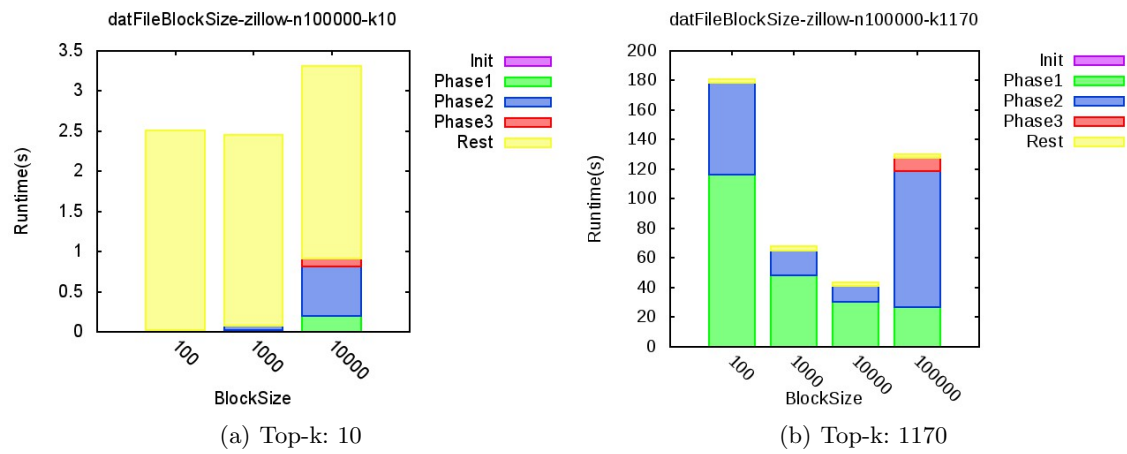 datFileBlockSize-zillow-n100000-k10
Runtime(s)
3.5
3
2.5
2
1.5
1
0.5
0
100
1000
10000
BlockSize
Init
Phase1
Phase2
Phase3
Rest
(a) Top-k: 10
datFileBlockSize-zillow-n100000-k1170
Runtime(s)
200
180
160
140
120
100
80
60
40
20
0
100
1000
10000
100000
BlockSize
Init
Phase1
Phase2
Phase3
Rest
(b) Top-k: 1170